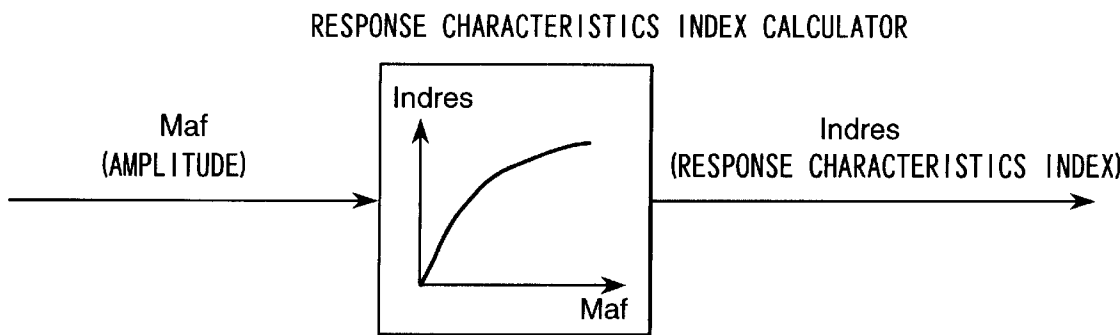 RESPONSE CHARACTERISTICS INDEX CALCULATOR
Maf
(AMPLITUDE)
Indres
Maf
Indres
(RESPONSE CHARACTERISTICS INDEX)